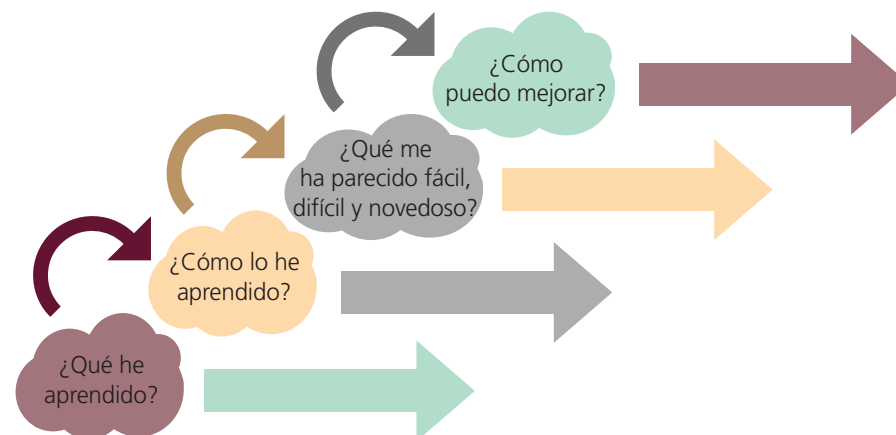 ¿Cómo
puedo mejorar?
¿Qué me
ha parecido fácil,
difícil y novedoso?
¿Cómo lo he
aprendido?
¿Qué he
aprendido?